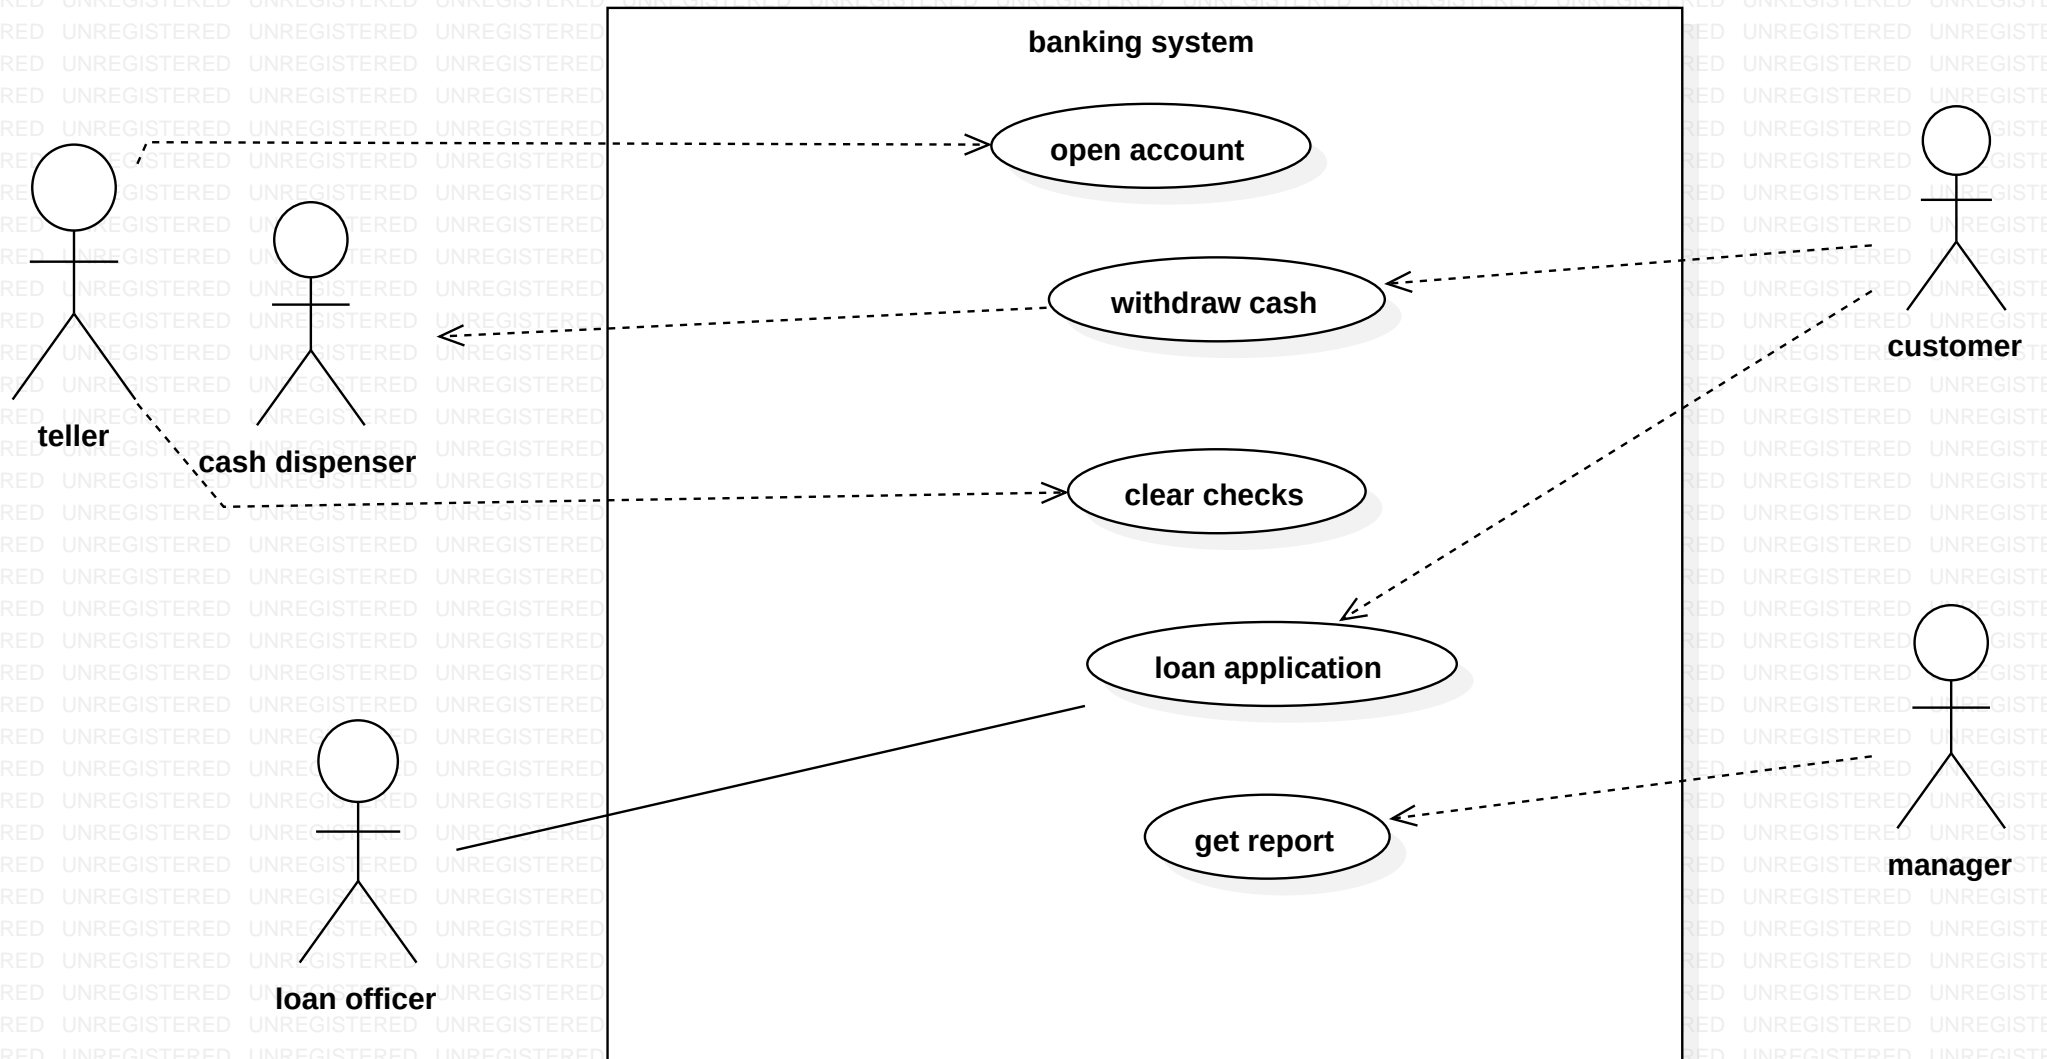 banking system
open account
withdraw cash
customer
teller
cash dispenser
clear checks
loan application
get report
manager
loan officer
UNREGISTERED